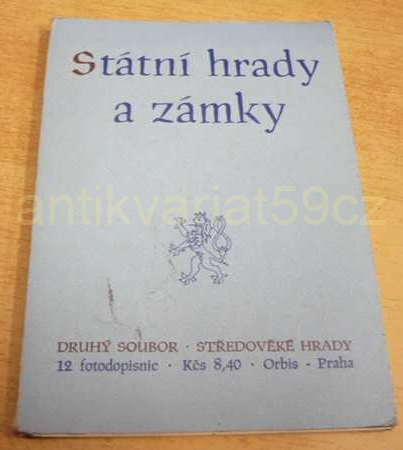 Státní hrady
a zámky
antikvariat59cz
DRUHÝ SOUBOR · STŘEDOVĚKÉ HRADY
12 fotodopisnic · Kčs 8,40 · Orbis - Praha